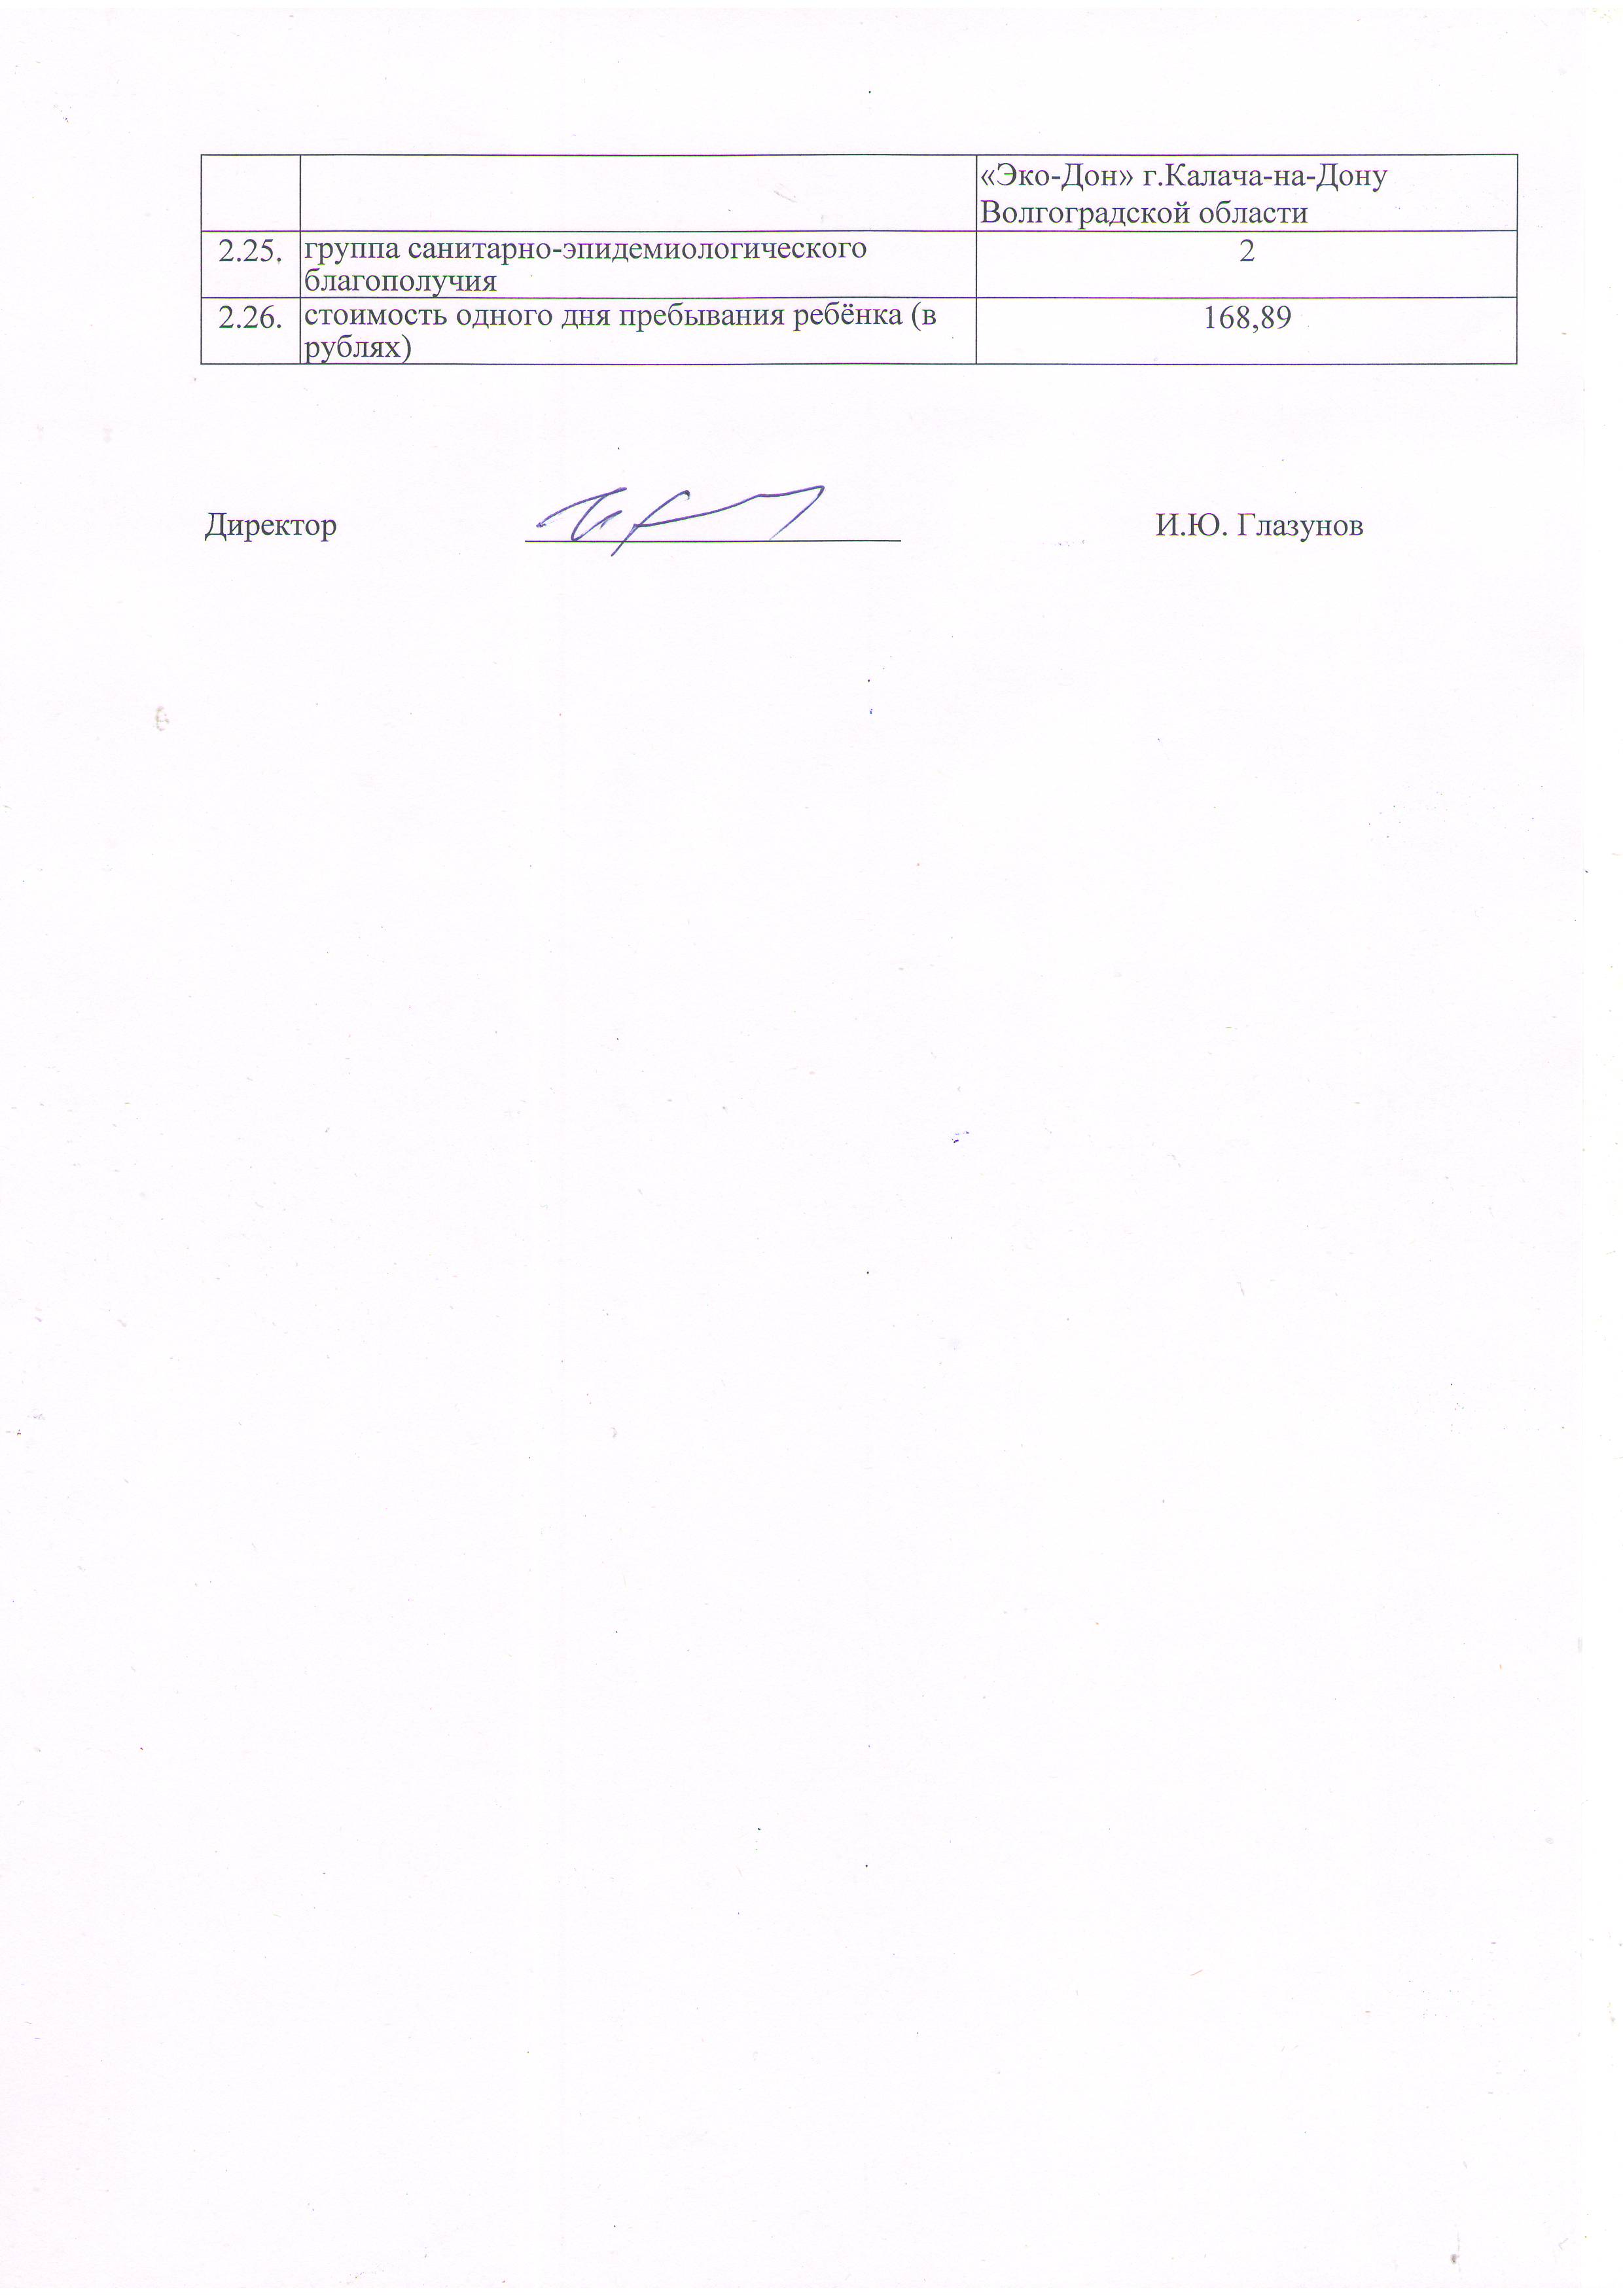 «Эко-Дон» г.Калача-на-Дону
Волгоградской области
2.25. группа санитарно-эпидемиологического 2
благополучия
2.26. стоимость одного дня пребывания ребёнка (в 168,89
рублях)
Директор И.Ю. Глазунов